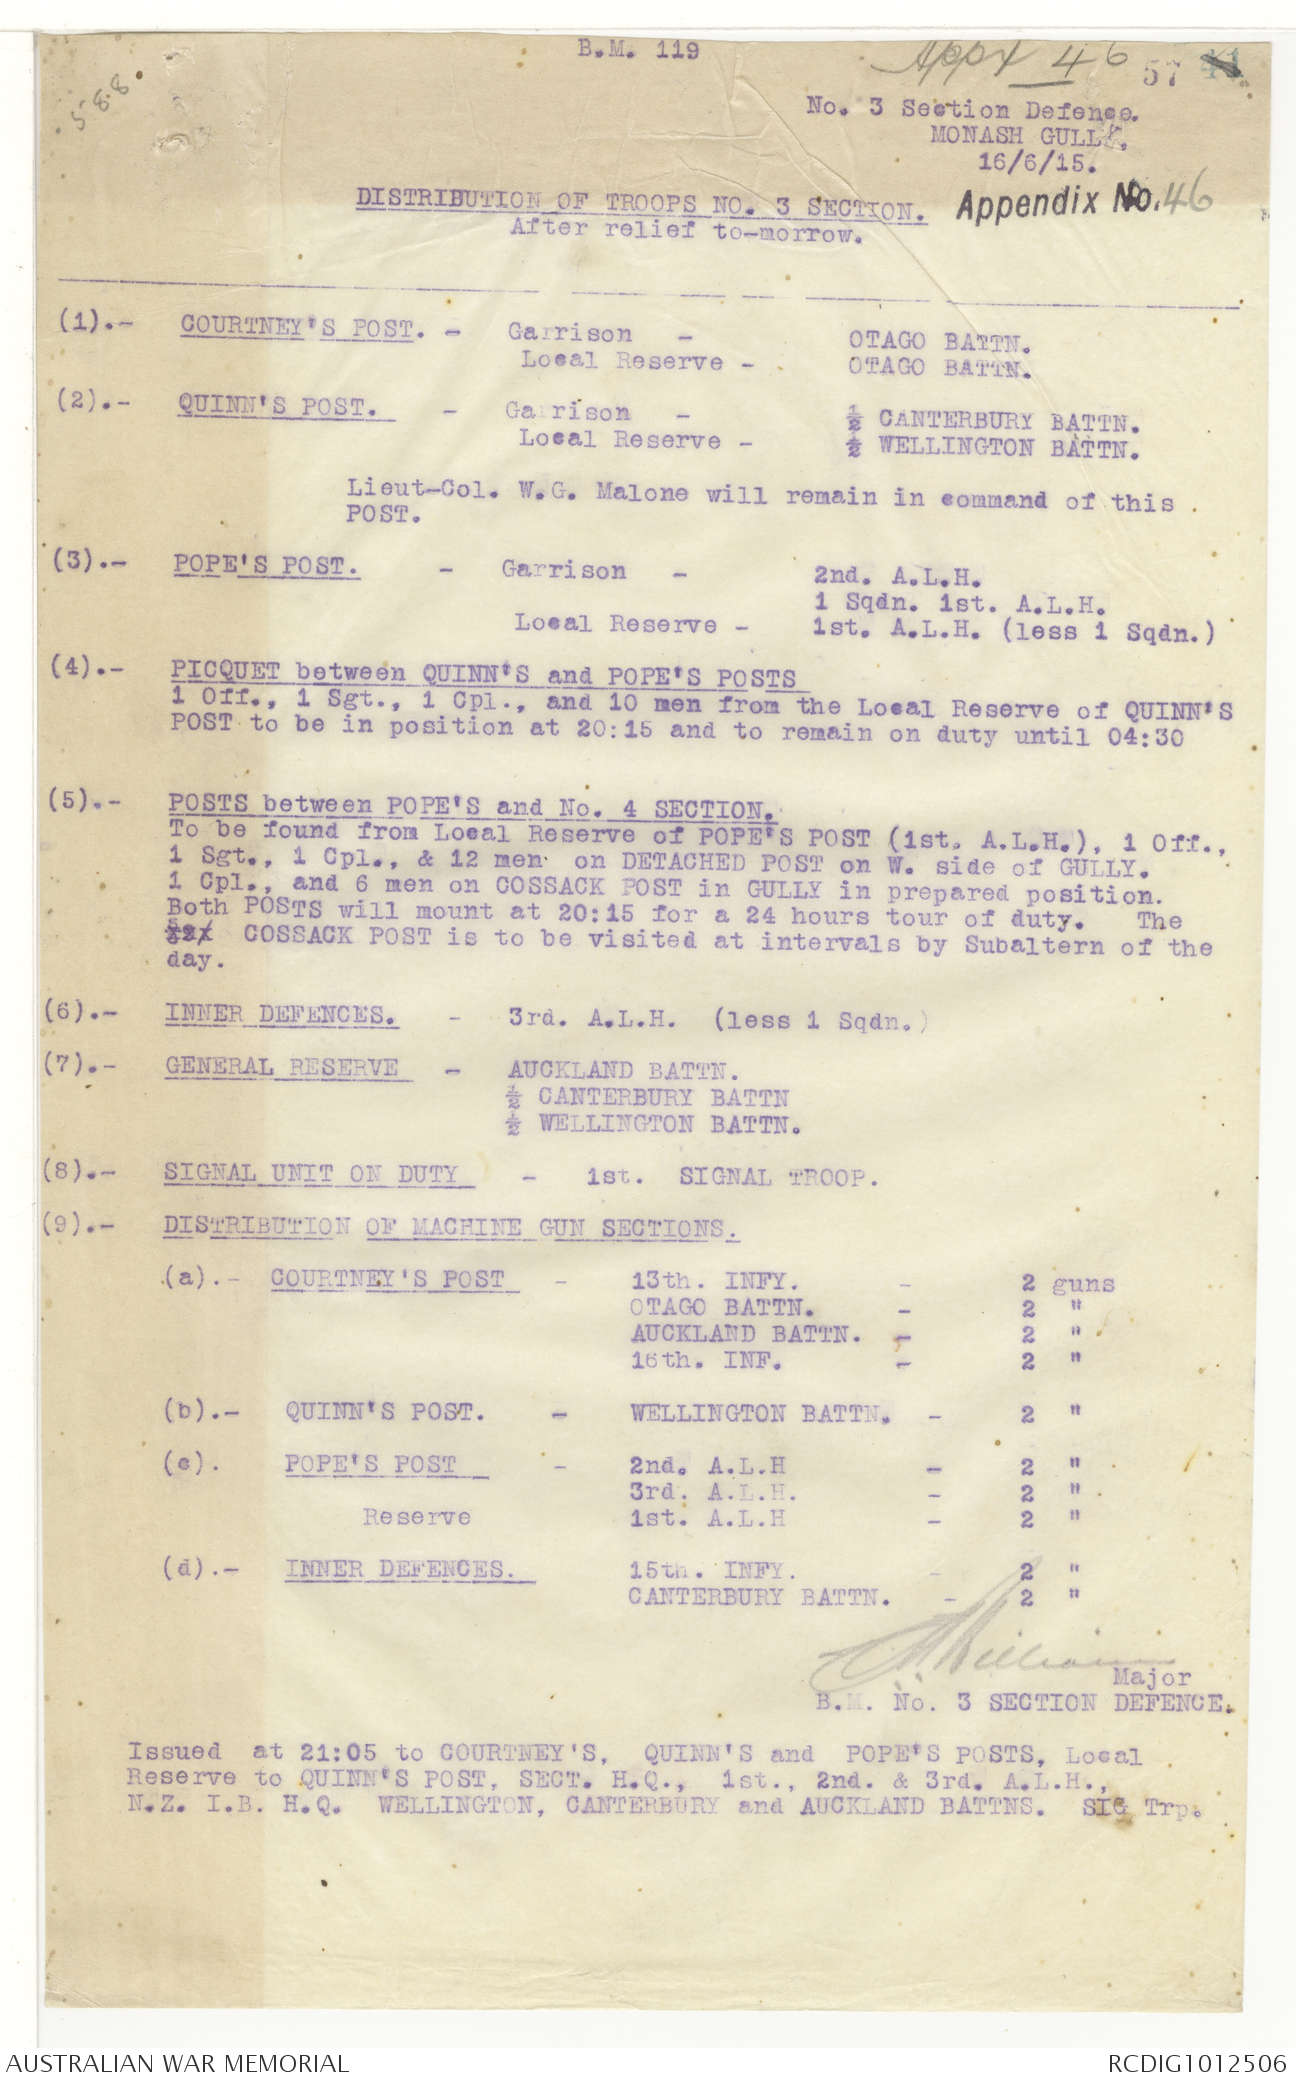 B.M. 119
Appx 46
57
5.8.8
No. 3 Section Defence.
MONASH GULLY.
16/6/15.
DISTRIBUTION OF TROOPS NO. 3 SECTION.
Appendix No. 46
After relief to-morrow.
(1).- COURTNEY'S POST. - Garrison - OTAGO BATTN.
Local Reserve - OTAGO BATTN.
(2).- QUINN'S POST. - Garrison - ½ CANTERBURY BATTN.
Local Reserve - ½ WELLINGTON BATTN.
Lieut-Col. W.G. Malone will remain in command of this
POST.
(3).- POPE'S POST. - Garrison - 2nd. A.L.H.
1 Sqdn. 1st. A.L.H.
Local Reserve - 1st. A.L.H. (less 1 Sqdn.)
(4).- PICQUET between QUINN'S and POPE'S POSTS
1 Off., 1 Sgt., 1 Cpl., and 10 men from the Local Reserve of QUINN'S
POST to be in position at 20:15 and to remain on duty until 04:30
(5).- POSTS between POPE'S and No. 4 SECTION.
To be found from Local Reserve of POPE'S POST (1st. A.L.H.), 1 Off.,
1 Sgt., 1 Cpl., & 12 men on DETACHED POST on W. side of GULLY.
1 Cpl., and 6 men on COSSACK POST in GULLY in prepared position.
Both POSTS will mount at 20:15 for a 24 hours tour of duty. The
COSSACK POST is to be visited at intervals by Subaltern of the
day.
(6).- INNER DEFENCES. - 3rd. A.L.H. (less 1 Sqdn.)
(7).- GENERAL RESERVE - AUCKLAND BATTN.
½ CANTERBURY BATTN
½ WELLINGTON BATTN.
(8).- SIGNAL UNIT ON DUTY - 1st. SIGNAL TROOP.
(9).- DISTRIBUTION OF MACHINE GUN SECTIONS.
(a).- COURTNEY'S POST - 13th. INFY. - 2 guns
OTAGO BATTN. - 2 "
AUCKLAND BATTN. - 2 "
16th. INF. - 2 "
(b).- QUINN'S POST. - WELLINGTON BATTN. - 2 "
(c). POPE'S POST - 2nd. A.L.H - 2 "
3rd. A.L.H. - 2 "
Reserve 1st. A.L.H - 2 "
(d).- INNER DEFENCES. 15th. INFY. - 2 "
CANTERBURY BATTN. - 2 "
Major
B.M. No. 3 SECTION DEFENCE.
Issued at 21:05 to COURTNEY'S, QUINN'S and POPE'S POSTS, Local
Reserve to QUINN'S POST, SECT. H.Q., 1st., 2nd. & 3rd. A.L.H.,
N.Z. I.B. H.Q. WELLINGTON, CANTERBURY and AUCKLAND BATTNS. SIG Trp.
AUSTRALIAN WAR MEMORIAL
RCDIG1012506